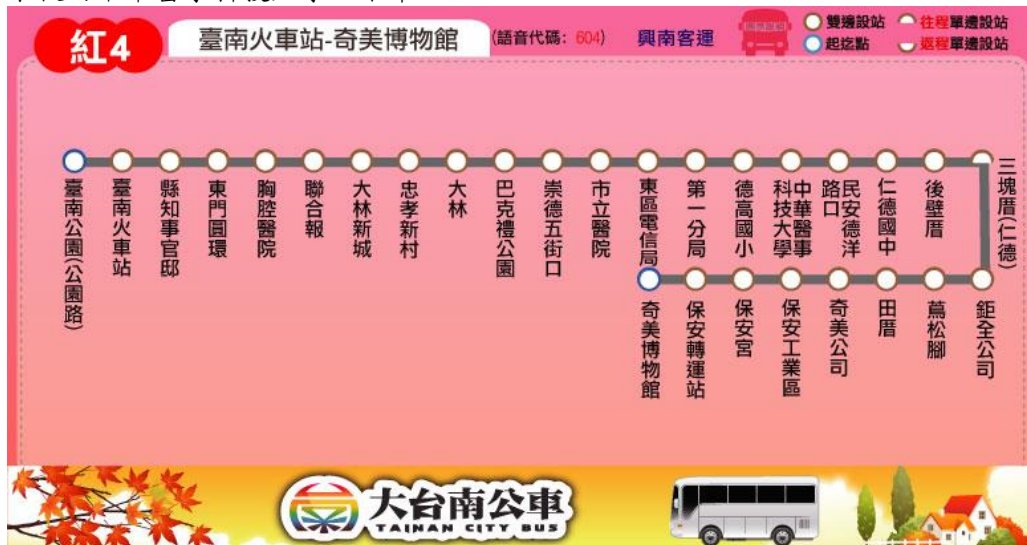 紅4
臺南火車站-奇美博物館
(語音代碼: 604)
興南客運
雙邊設站
往程單邊設站
起迄點
返程單邊設站
臺南公園(公園路)
臺南火車站
縣知事官邸
東門圓環
胸腔醫院
聯合報
大林新城
忠孝新村
大林
巴克禮公園
崇德五街口
市立醫院
東區電信局
第一分局
德高國小
中華醫事
科技大學
民安德洋
路口
仁德國中
後壁厝
三塊厝(仁德)
鉅全公司
蔦松腳
田厝
奇美公司
保安工業區
保安宮
保安轉運站
奇美博物館
大台南公車
TAINAN CITY BUS